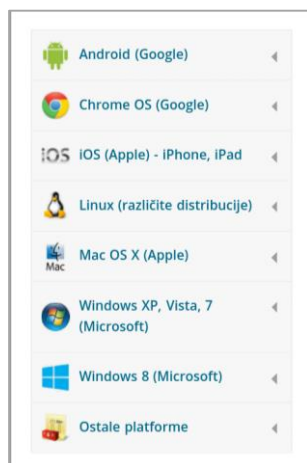 Android (Google)
Chrome OS (Google)
iOS
iOS (Apple) - iPhone, iPad
Linux (različite distribucije)
Mac
Mac OS X (Apple)
Windows XP, Vista, 7
(Microsoft)
Windows 8 (Microsoft)
Ostale platforme